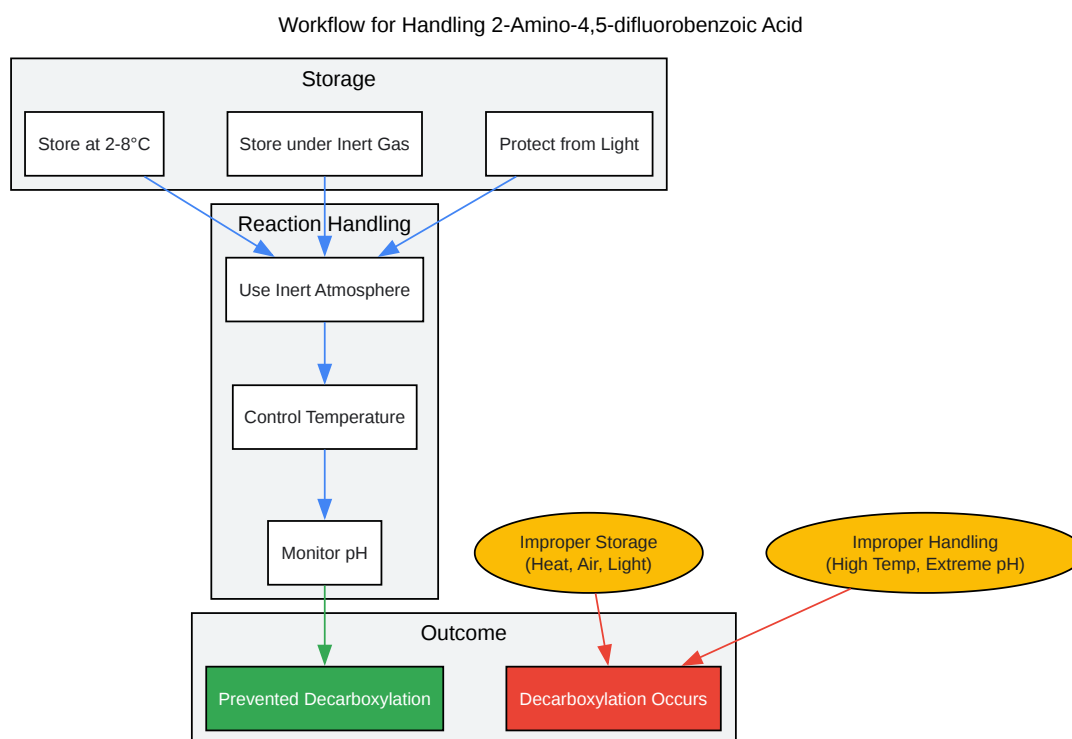 Workflow for Handling 2-Amino-4,5-difluorobenzoic Acid
Storage
Store at 2-8°C
Store under Inert Gas
Protect from Light
Reaction Handling
Use Inert Atmosphere
Control Temperature
Monitor pH
Improper Storage
(Heat, Air, Light)
Improper Handling
(High Temp, Extreme pH)
Outcome
Prevented Decarboxylation
Decarboxylation Occurs